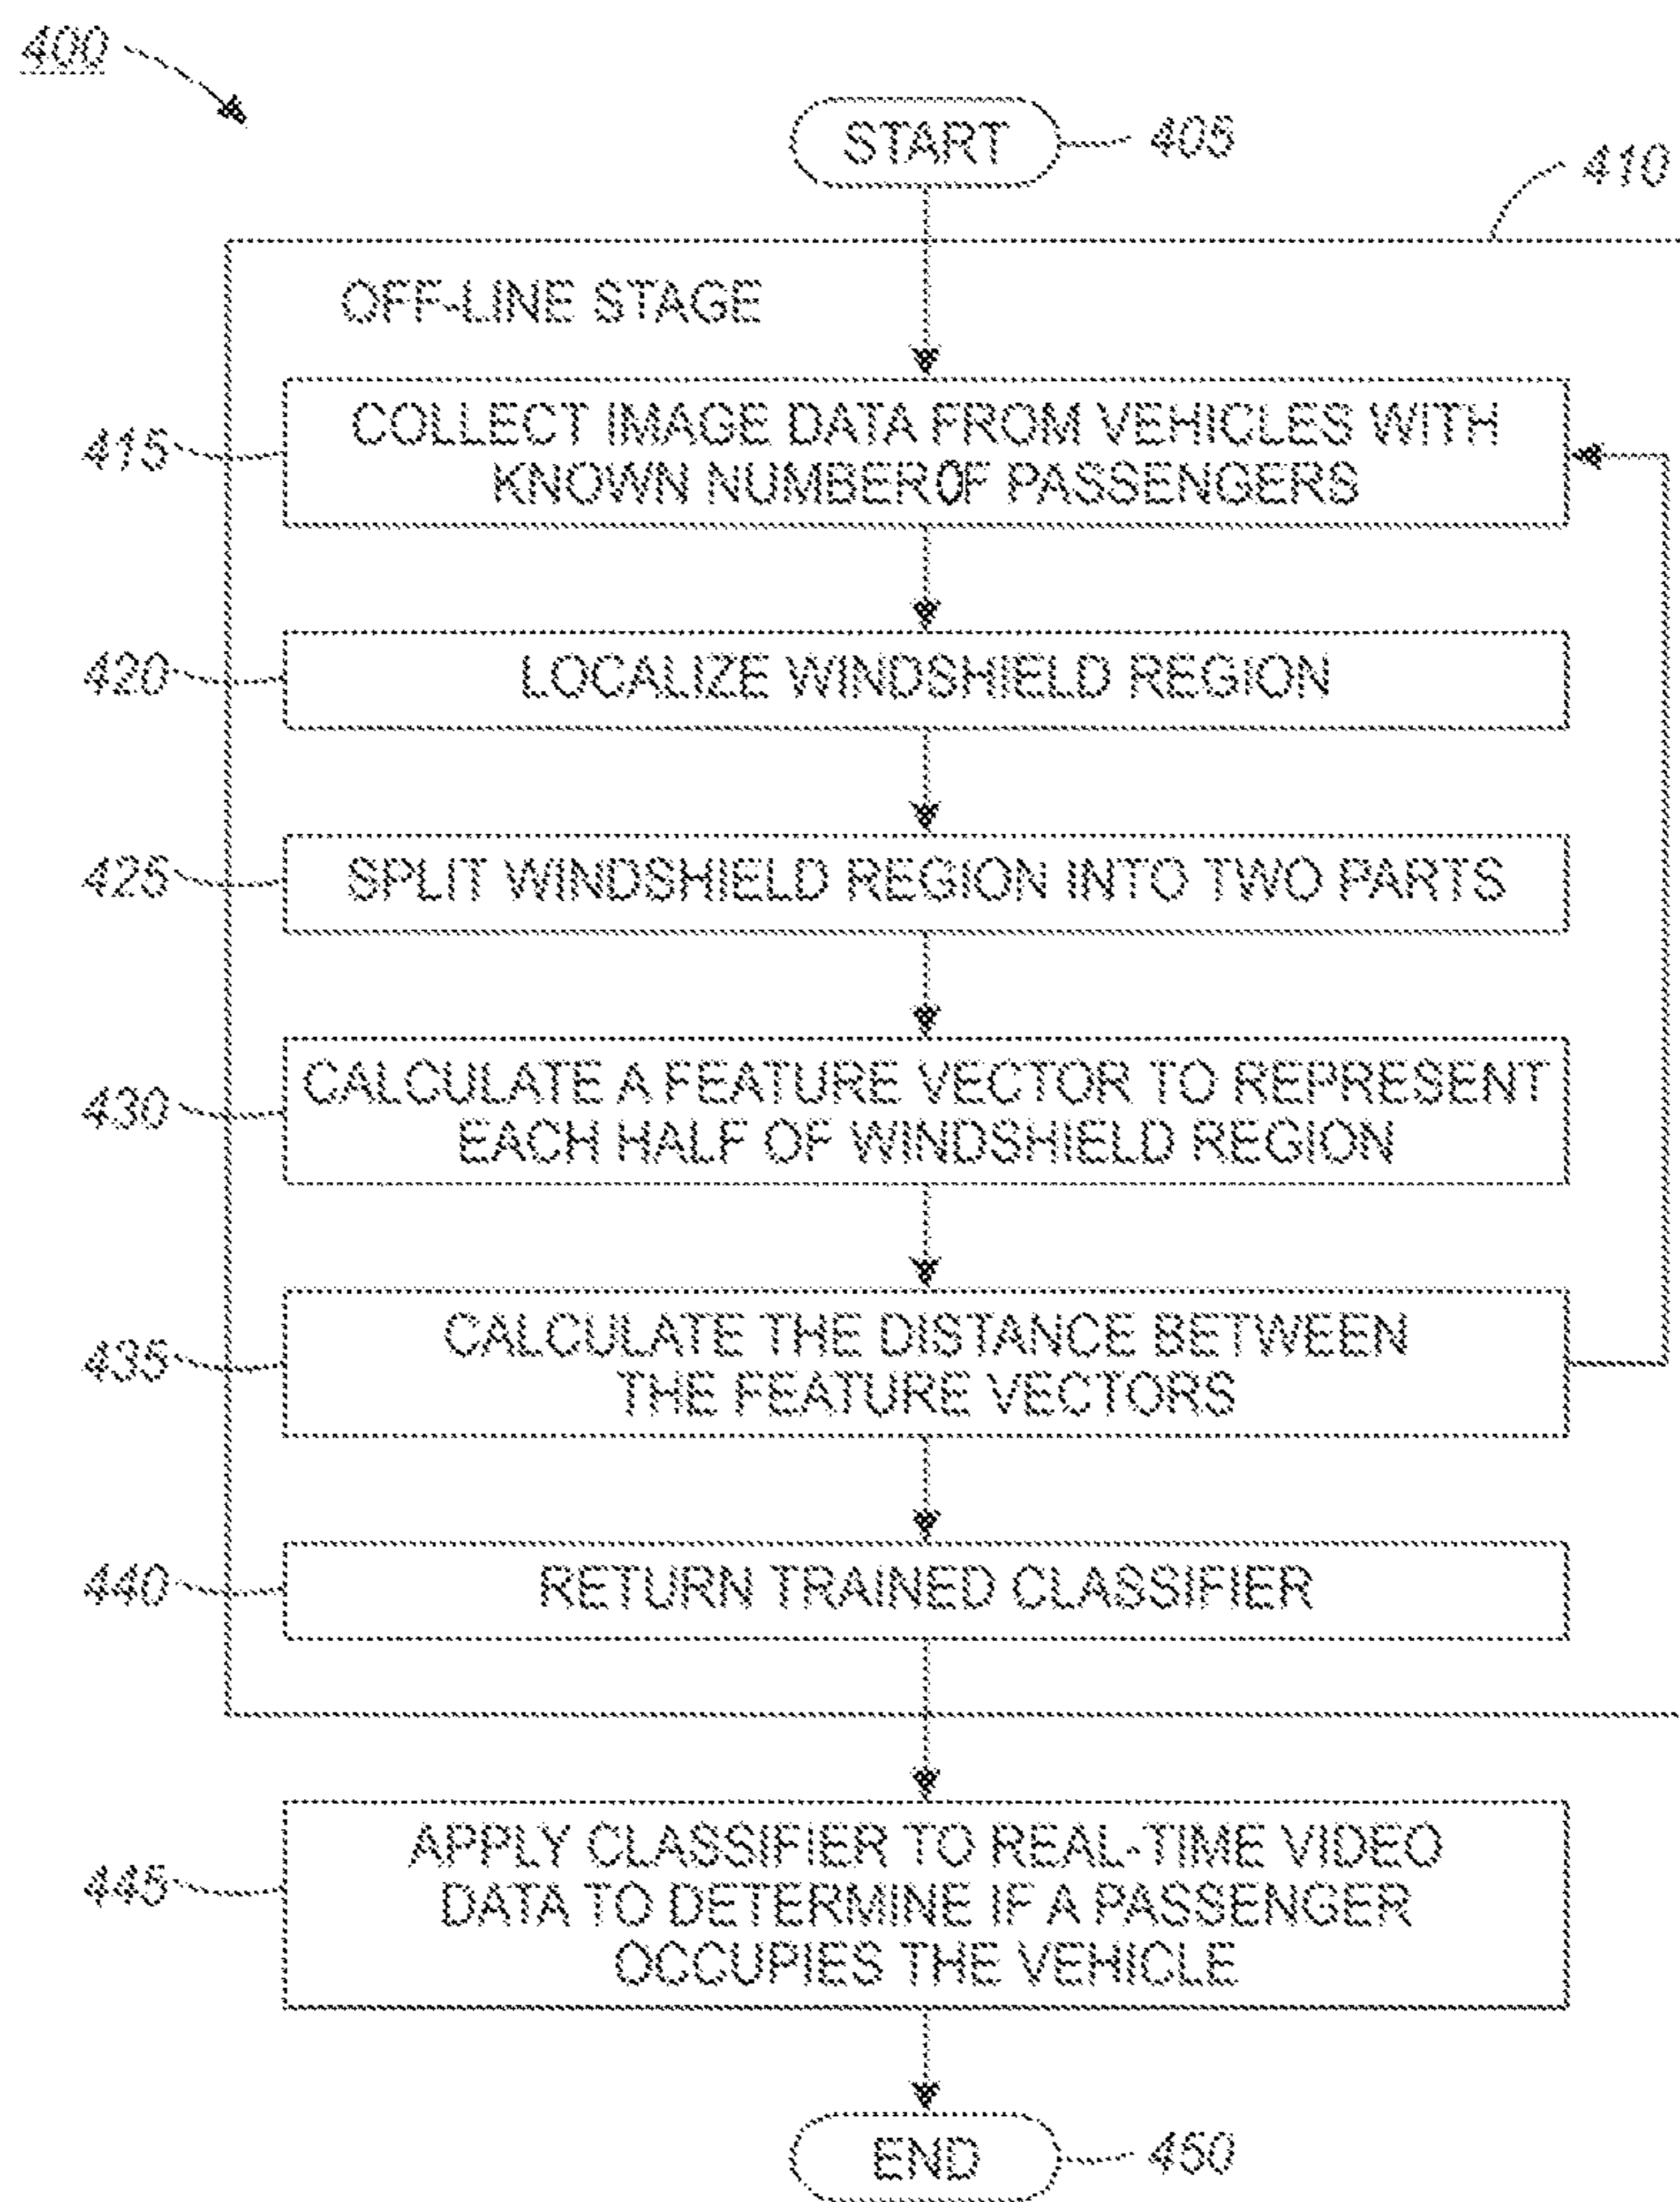 400
START
405
410
OFF-LINE STAGE
415
COLLECT IMAGE DATA FROM VEHICLES WITH
KNOWN NUMBER OF PASSENGERS
420
LOCALIZE WINDSHIELD REGION
425
SPLIT WINDSHIELD REGION INTO TWO PARTS
430
CALCULATE A FEATURE VECTOR TO REPRESENT
EACH HALF OF WINDSHIELD REGION
435
CALCULATE THE DISTANCE BETWEEN
THE FEATURE VECTORS
440
RETURN TRAINED CLASSIFIER
445
APPLY CLASSIFIER TO REAL-TIME VIDEO
DATA TO DETERMINE IF A PASSENGER
OCCUPIES THE VEHICLE
END
450